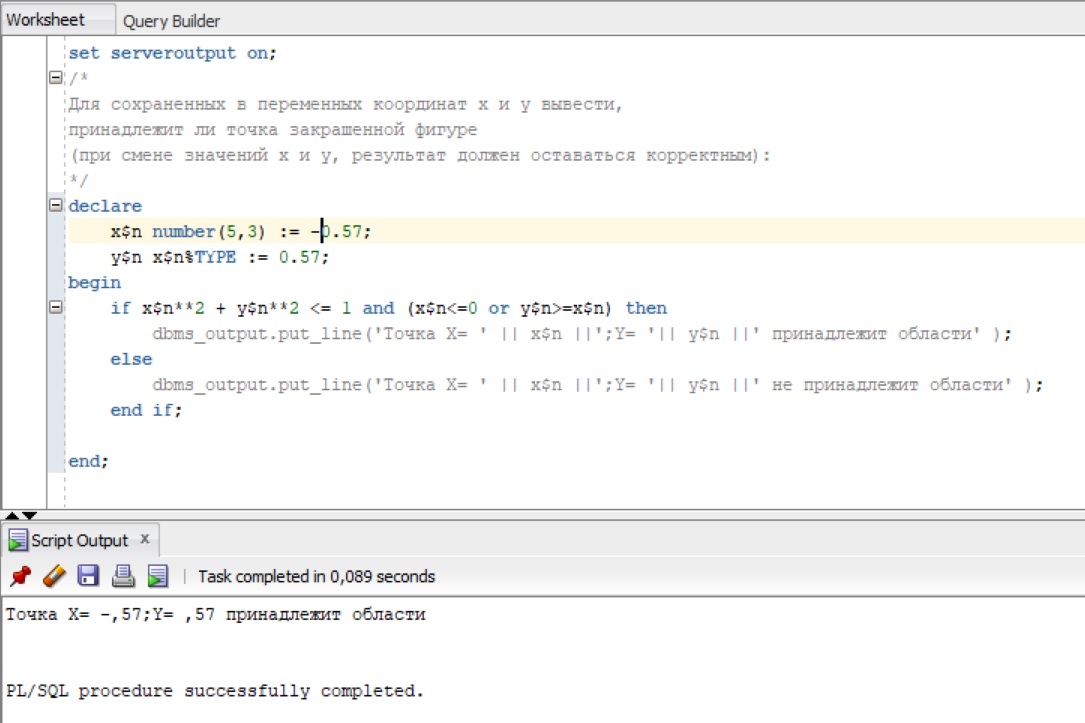 Worksheet Query Builder
set serveroutput on;
/*
Для сохраненных в переменных координат x и y вывести,
принадлежит ли точка закрашенной фигуре
(при смене значений x и y, результат должен оставаться корректным):
*/
declare
x$n number(5,3) := -0.57;
y$n x$n%TYPE := 0.57;
begin
if x$n**2 + y$n**2 <= 1 and (x$n<=0 or y$n>=x$n) then
dbms_output.put_line('Точка X= ' || x$n ||';Y= '|| y$n ||' принадлежит области' );
else
dbms_output.put_line('Точка X= ' || x$n ||';Y= '|| y$n ||' не принадлежит области' );
end if;
end;
Script Output x
Task completed in 0,089 seconds
Точка X= -,57;Y= ,57 принадлежит области
PL/SQL procedure successfully completed.